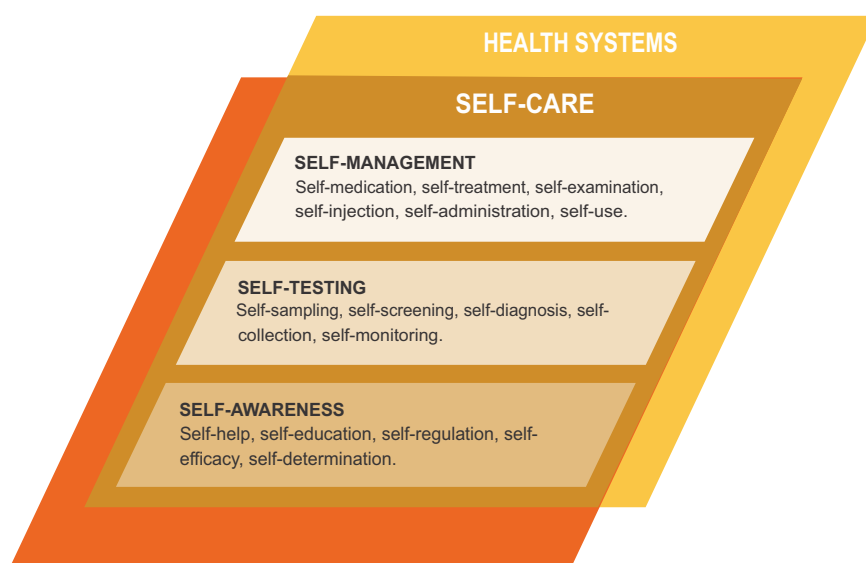 HEALTH SYSTEMS
SELF-CARE
SELF-MANAGEMENT
Self-medication, self-treatment, self-examination,
self-injection, self-administration, self-use.
SELF-TESTING
Self-sampling, self-screening, self-diagnosis, self-
collection, self-monitoring.
SELF-AWARENESS
Self-help, self-education, self-regulation, self-
efficacy, self-determination.